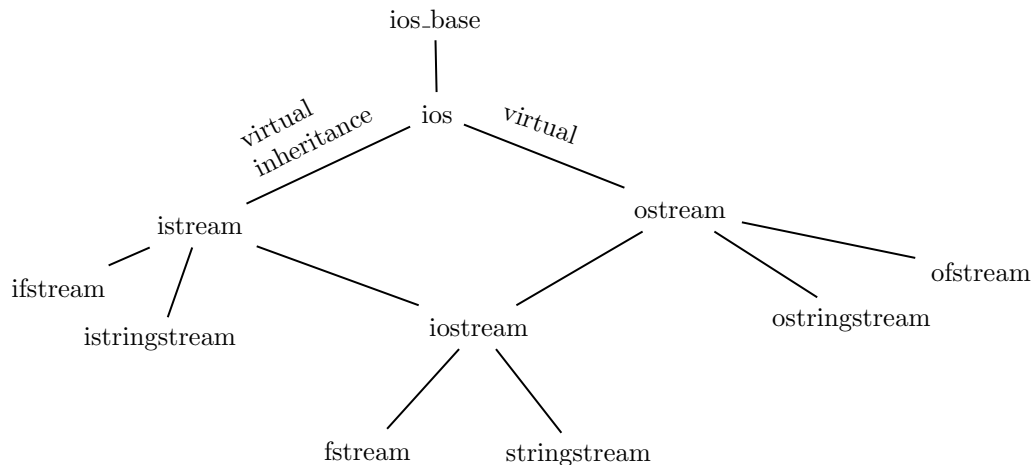 ios_base
ios
virtual
inheritance
virtual
istream
ostream
ifstream
istringstream
iostream
ostringstream
ofstream
fstream
stringstream